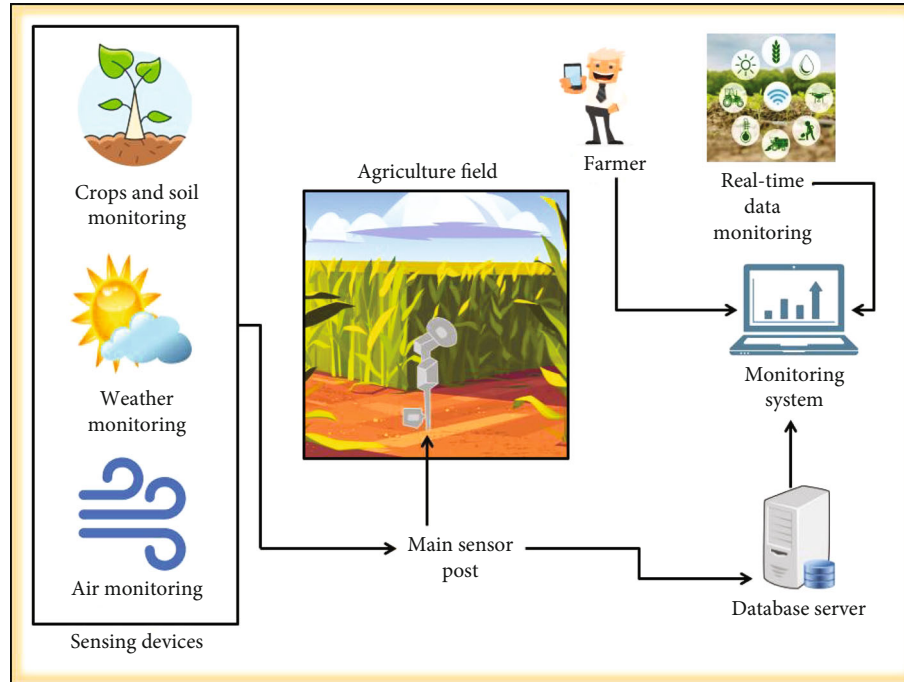 Crops and soil
monitoring
Weather
monitoring
Air monitoring
Sensing devices
Agriculture field
Main sensor
post
Farmer
Real-time
data
monitoring
Monitoring
system
Database server